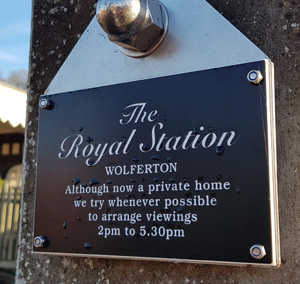 The
Royal Station
WOLFERTON
Although now a private home
we try whenever possible
to arrange viewings
2pm to 5.30pm